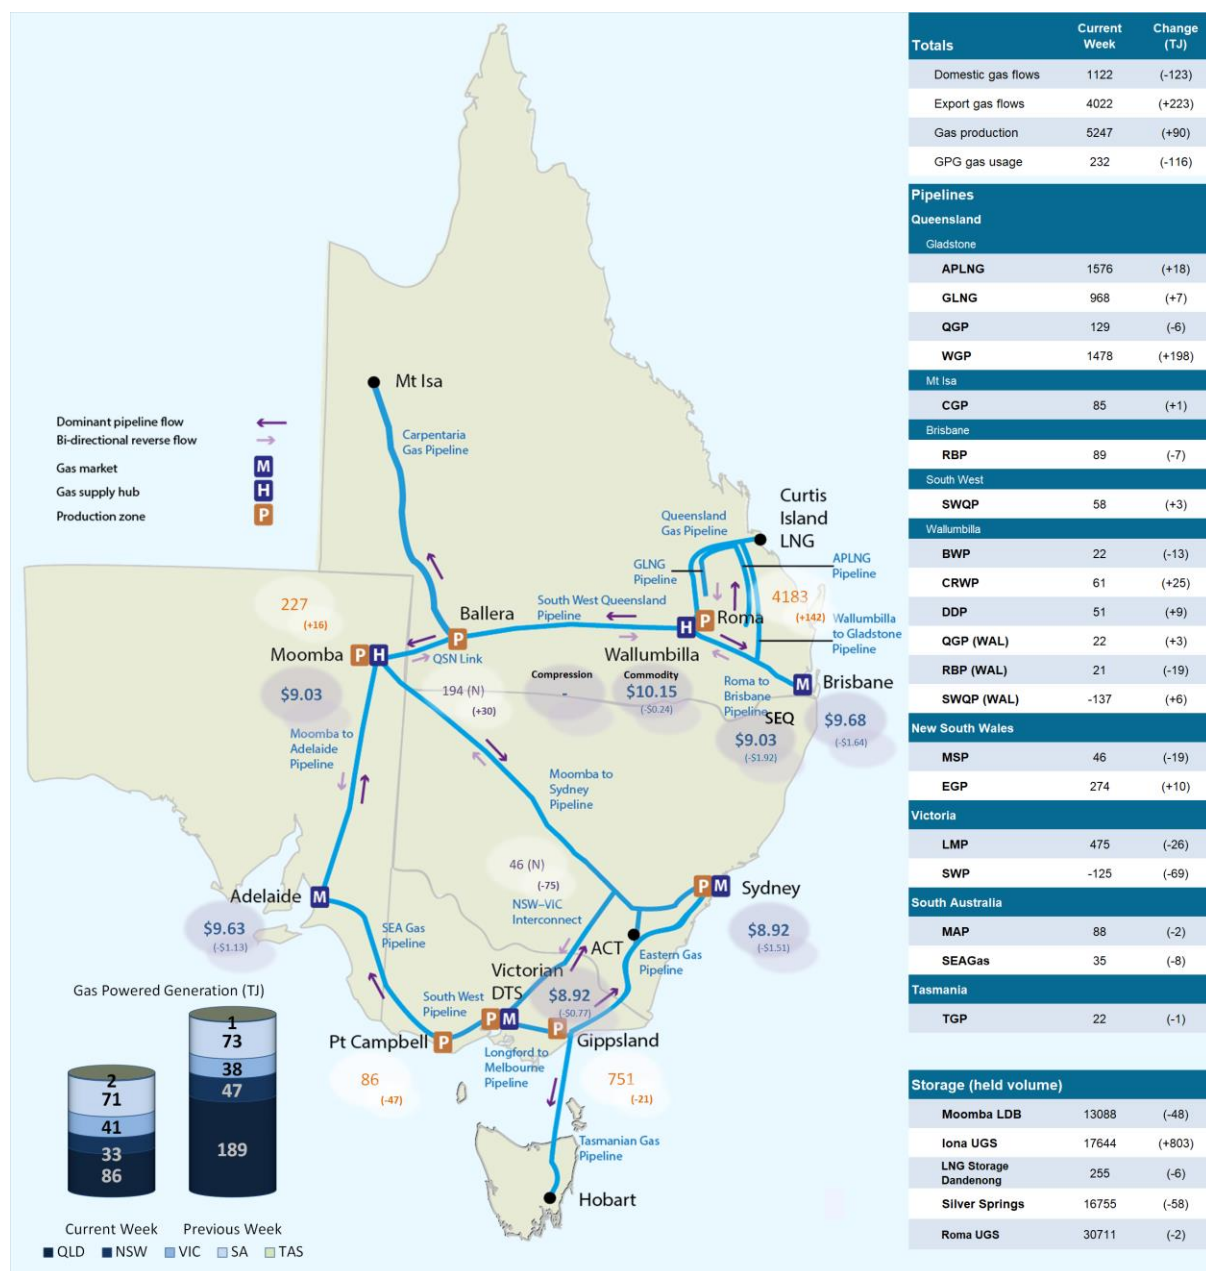 Mt Isa
Dominant pipeline flow
Bi-directional reverse flow
Gas market
M
Gas supply hub
H
Production zone
P
Carpentaria
Gas Pipeline
Curtis
Island
LNG
Queensland
Gas Pipeline
GLNG
Pipeline
APLNG
Pipeline
4183
(+142)
Wallumbilla
to Gladstone
Pipeline
227
(+16)
Ballera
South West Queensland
Pipeline
H
P
Roma
P
Moomba
P
H
QSN Link
Wallumbilla
Compression
-
Commodity
$10.15
(-$0.24)
Roma to
Brisbane
Pipeline
M
Brisbane
$9.03
194 (N)
(+30)
SEQ
$9.03
(-$1.92)
$9.68
(-$1.64)
Moomba to
Adelaide
Pipeline
Moomba to
Sydney
Pipeline
46 (N)
(-75)
NSW–VIC
Interconnect
P
M
Sydney
$8.92
(-$1.51)
Adelaide
M
$9.63
(-$1.13)
SEA Gas
Pipeline
ACT
Eastern Gas
Pipeline
Victorian
DTS
$8.92
(-$0.77)
South West
Pipeline
P
M
P
Pt Campbell
P
Gippsland
Longford to
Melbourne
Pipeline
86
(-47)
751
(-21)
Tasmanian Gas
Pipeline
Hobart
Gas Powered Generation (TJ)
2
71
41
33
86
1
73
38
47
189
Current Week
Previous Week
QLD NSW VIC SA TAS
Totals Current Week Change (TJ)
Domestic gas flows 1122 (-123)
Export gas flows 4022 (+223)
Gas production 5247 (+90)
GPG gas usage 232 (-116)
Pipelines
Queensland
Gladstone
APLNG 1576 (+18)
GLNG 968 (+7)
QGP 129 (-6)
WGP 1478 (+198)
Mt Isa
CGP 85 (+1)
Brisbane
RBP 89 (-7)
South West
SWQP 58 (+3)
Wallumbilla
BWP 22 (-13)
CRWP 61 (+25)
DDP 51 (+9)
QGP (WAL) 22 (+3)
RBP (WAL) 21 (-19)
SWQP (WAL) -137 (+6)
New South Wales
MSP 46 (-19)
EGP 274 (+10)
Victoria
LMP 475 (-26)
SWP -125 (-69)
South Australia
MAP 88 (-2)
SEAGas 35 (-8)
Tasmania
TGP 22 (-1)
Storage (held volume)
Moomba LDB 13088 (-48)
Iona UGS 17644 (+803)
LNG Storage Dandenong 255 (-6)
Silver Springs 16755 (-58)
Roma UGS 30711 (-2)